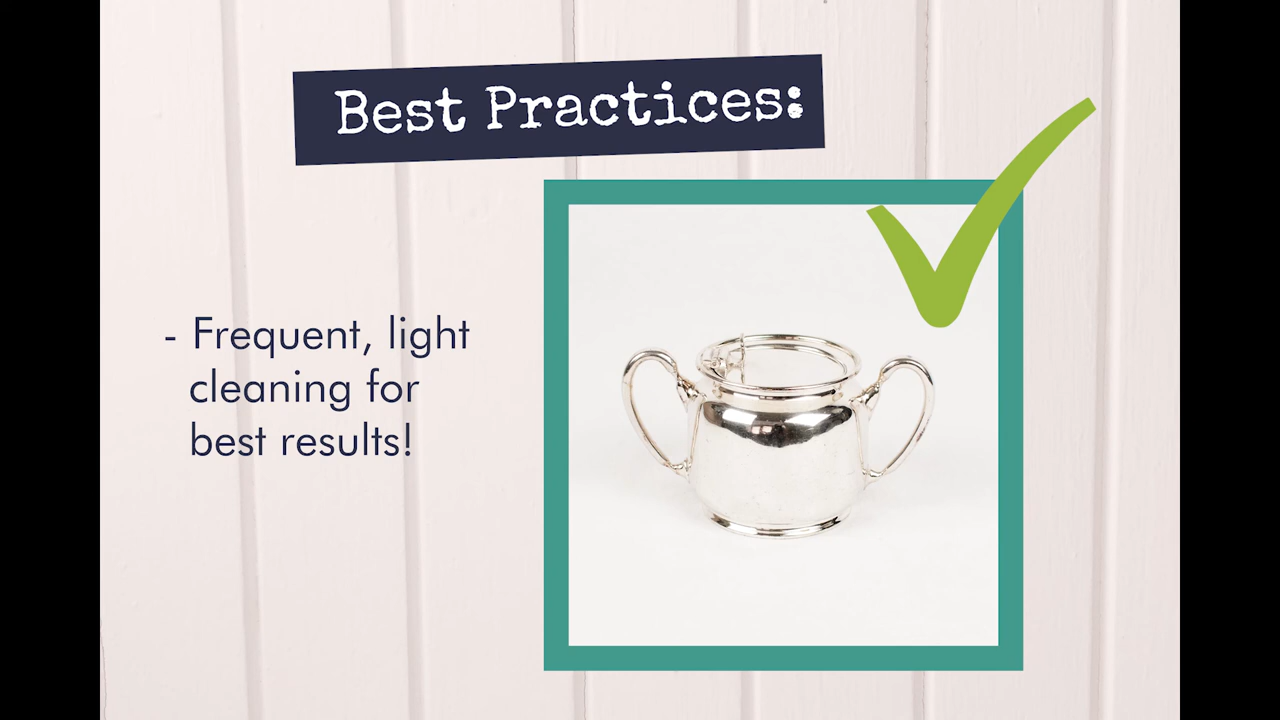 Best Practices:
- Frequent, light
cleaning for
best results!